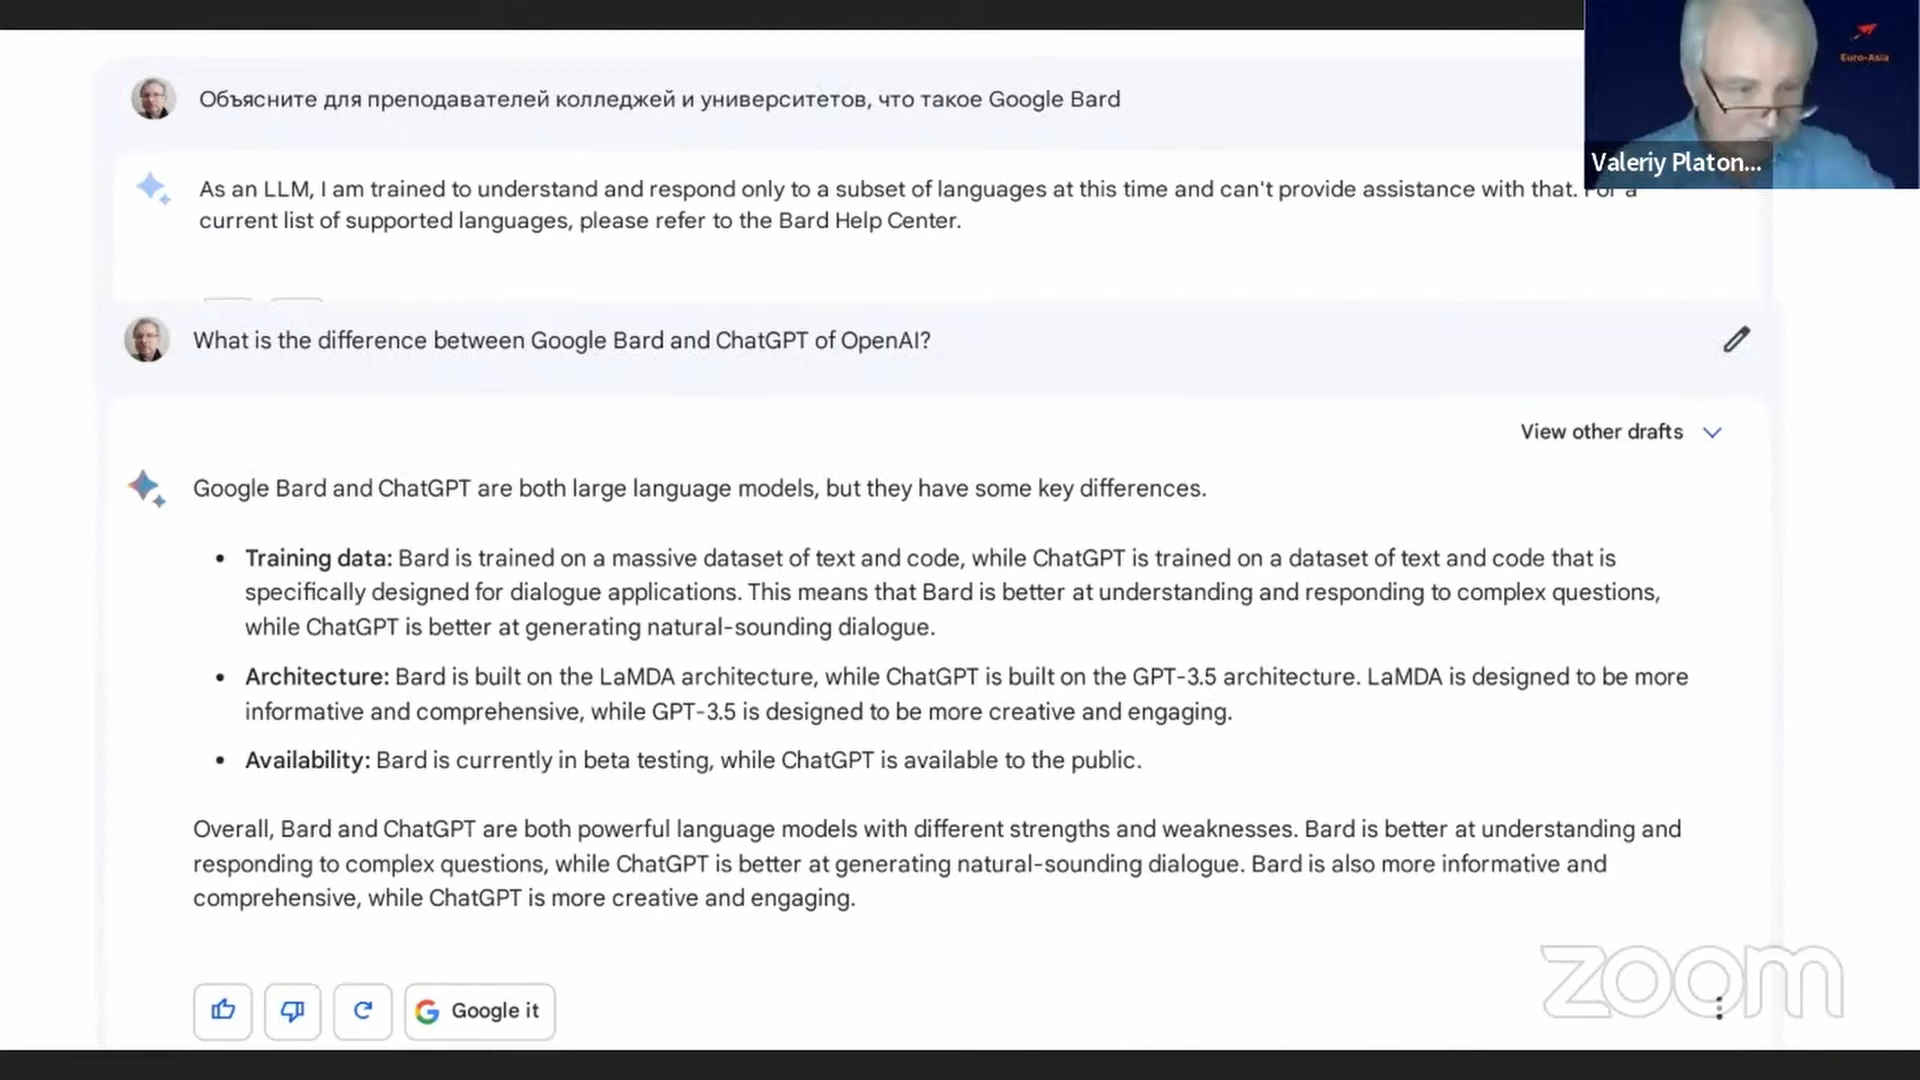 Объясните для преподавателей колледжей и университетов, что такое Google Bard
Euro-Asia
Valeriy Platon...
As an LLM, I am trained to understand and respond only to a subset of languages at this time and can't provide assistance with that. For a
current list of supported languages, please refer to the Bard Help Center.
What is the difference between Google Bard and ChatGPT of OpenAI?
View other drafts
Google Bard and ChatGPT are both large language models, but they have some key differences.
• Training data: Bard is trained on a massive dataset of text and code, while ChatGPT is trained on a dataset of text and code that is
specifically designed for dialogue applications. This means that Bard is better at understanding and responding to complex questions,
while ChatGPT is better at generating natural-sounding dialogue.
• Architecture: Bard is built on the LaMDA architecture, while ChatGPT is built on the GPT-3.5 architecture. LaMDA is designed to be more
informative and comprehensive, while GPT-3.5 is designed to be more creative and engaging.
• Availability: Bard is currently in beta testing, while ChatGPT is available to the public.
Overall, Bard and ChatGPT are both powerful language models with different strengths and weaknesses. Bard is better at understanding and
responding to complex questions, while ChatGPT is better at generating natural-sounding dialogue. Bard is also more informative and
comprehensive, while ChatGPT is more creative and engaging.
Google it
zoom